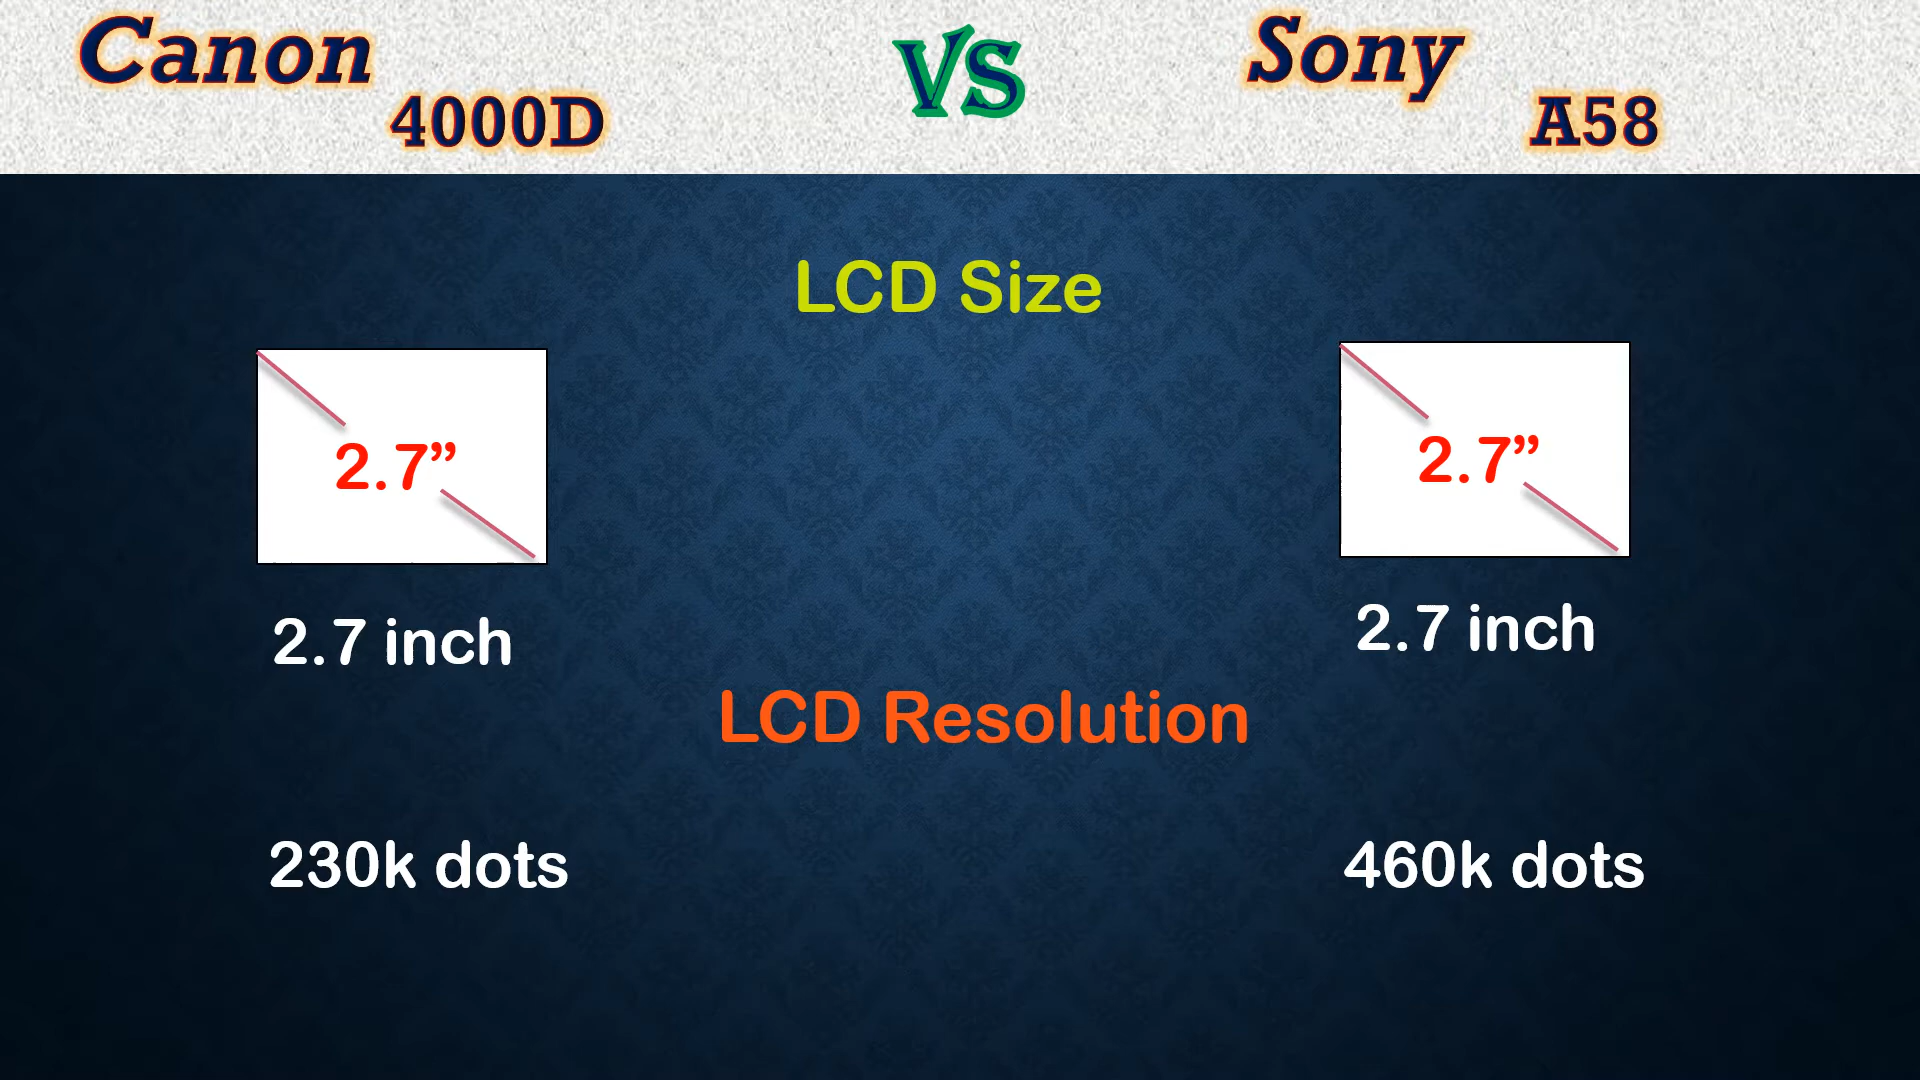 Canon
4000D
VS
Sony
A58
LCD Size
2.7”
2.7”
2.7 inch
2.7 inch
LCD Resolution
230k dots
460k dots